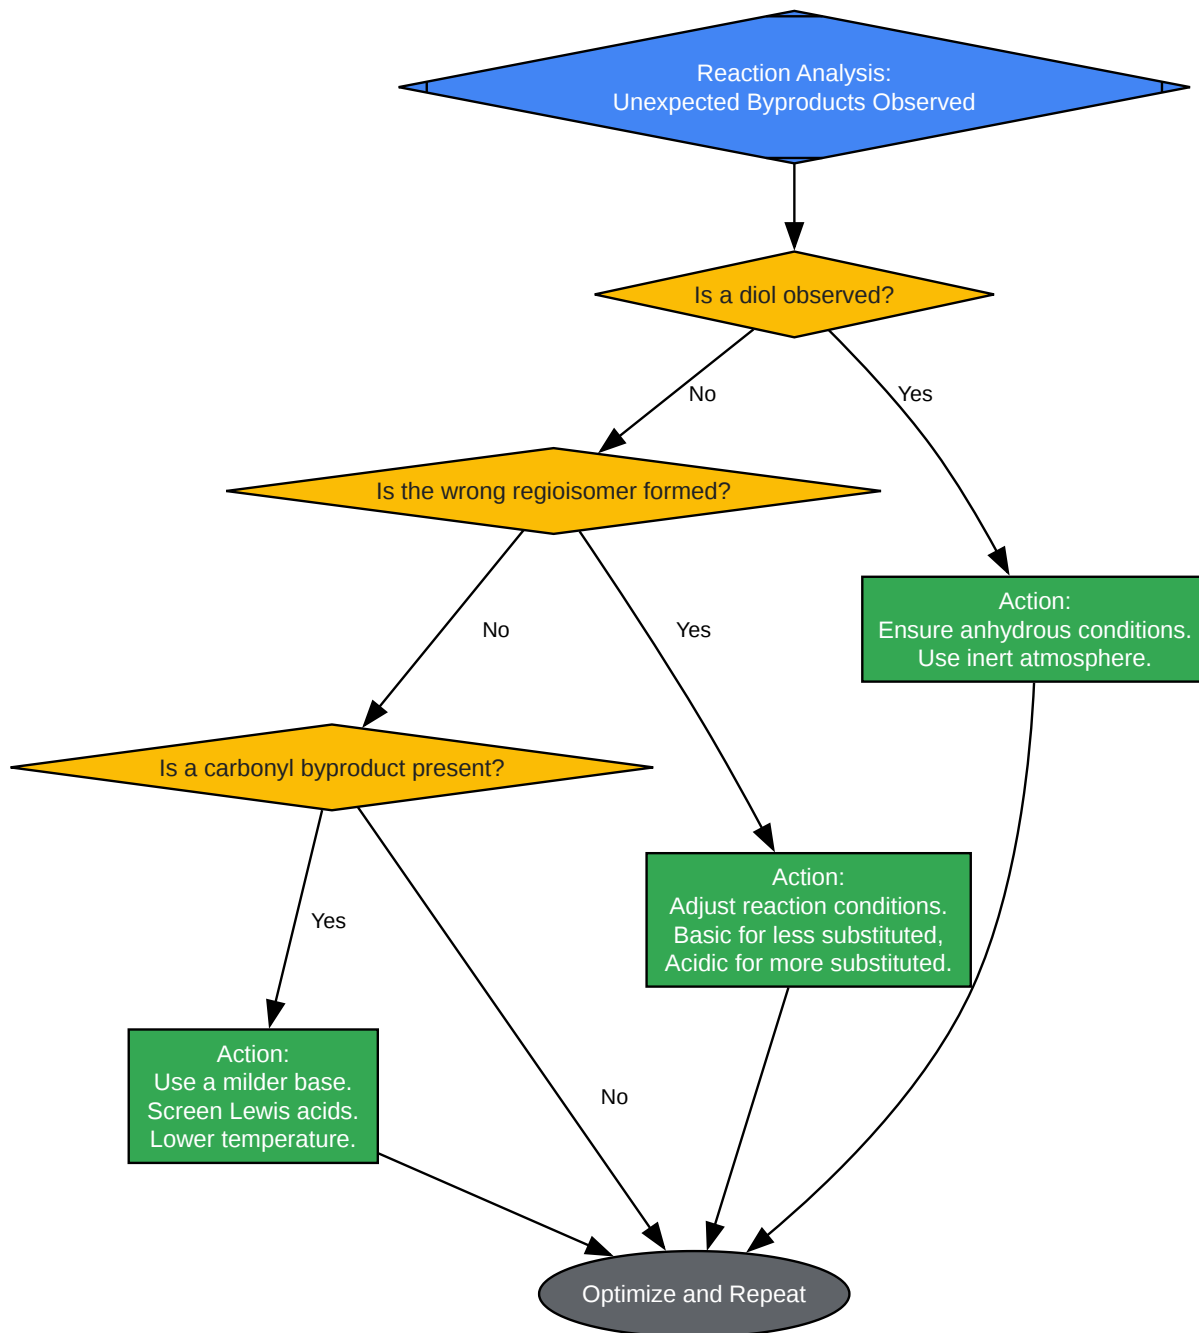 Reaction Analysis:
Unexpected Byproducts Observed
Is a diol observed?
No
Yes
Is the wrong regioisomer formed?
No
Yes
Action:
Ensure anhydrous conditions.
Use inert atmosphere.
Is a carbonyl byproduct present?
Yes
No
Action:
Adjust reaction conditions.
Basic for less substituted,
Acidic for more substituted.
Action:
Use a milder base.
Screen Lewis acids.
Lower temperature.
Optimize and Repeat